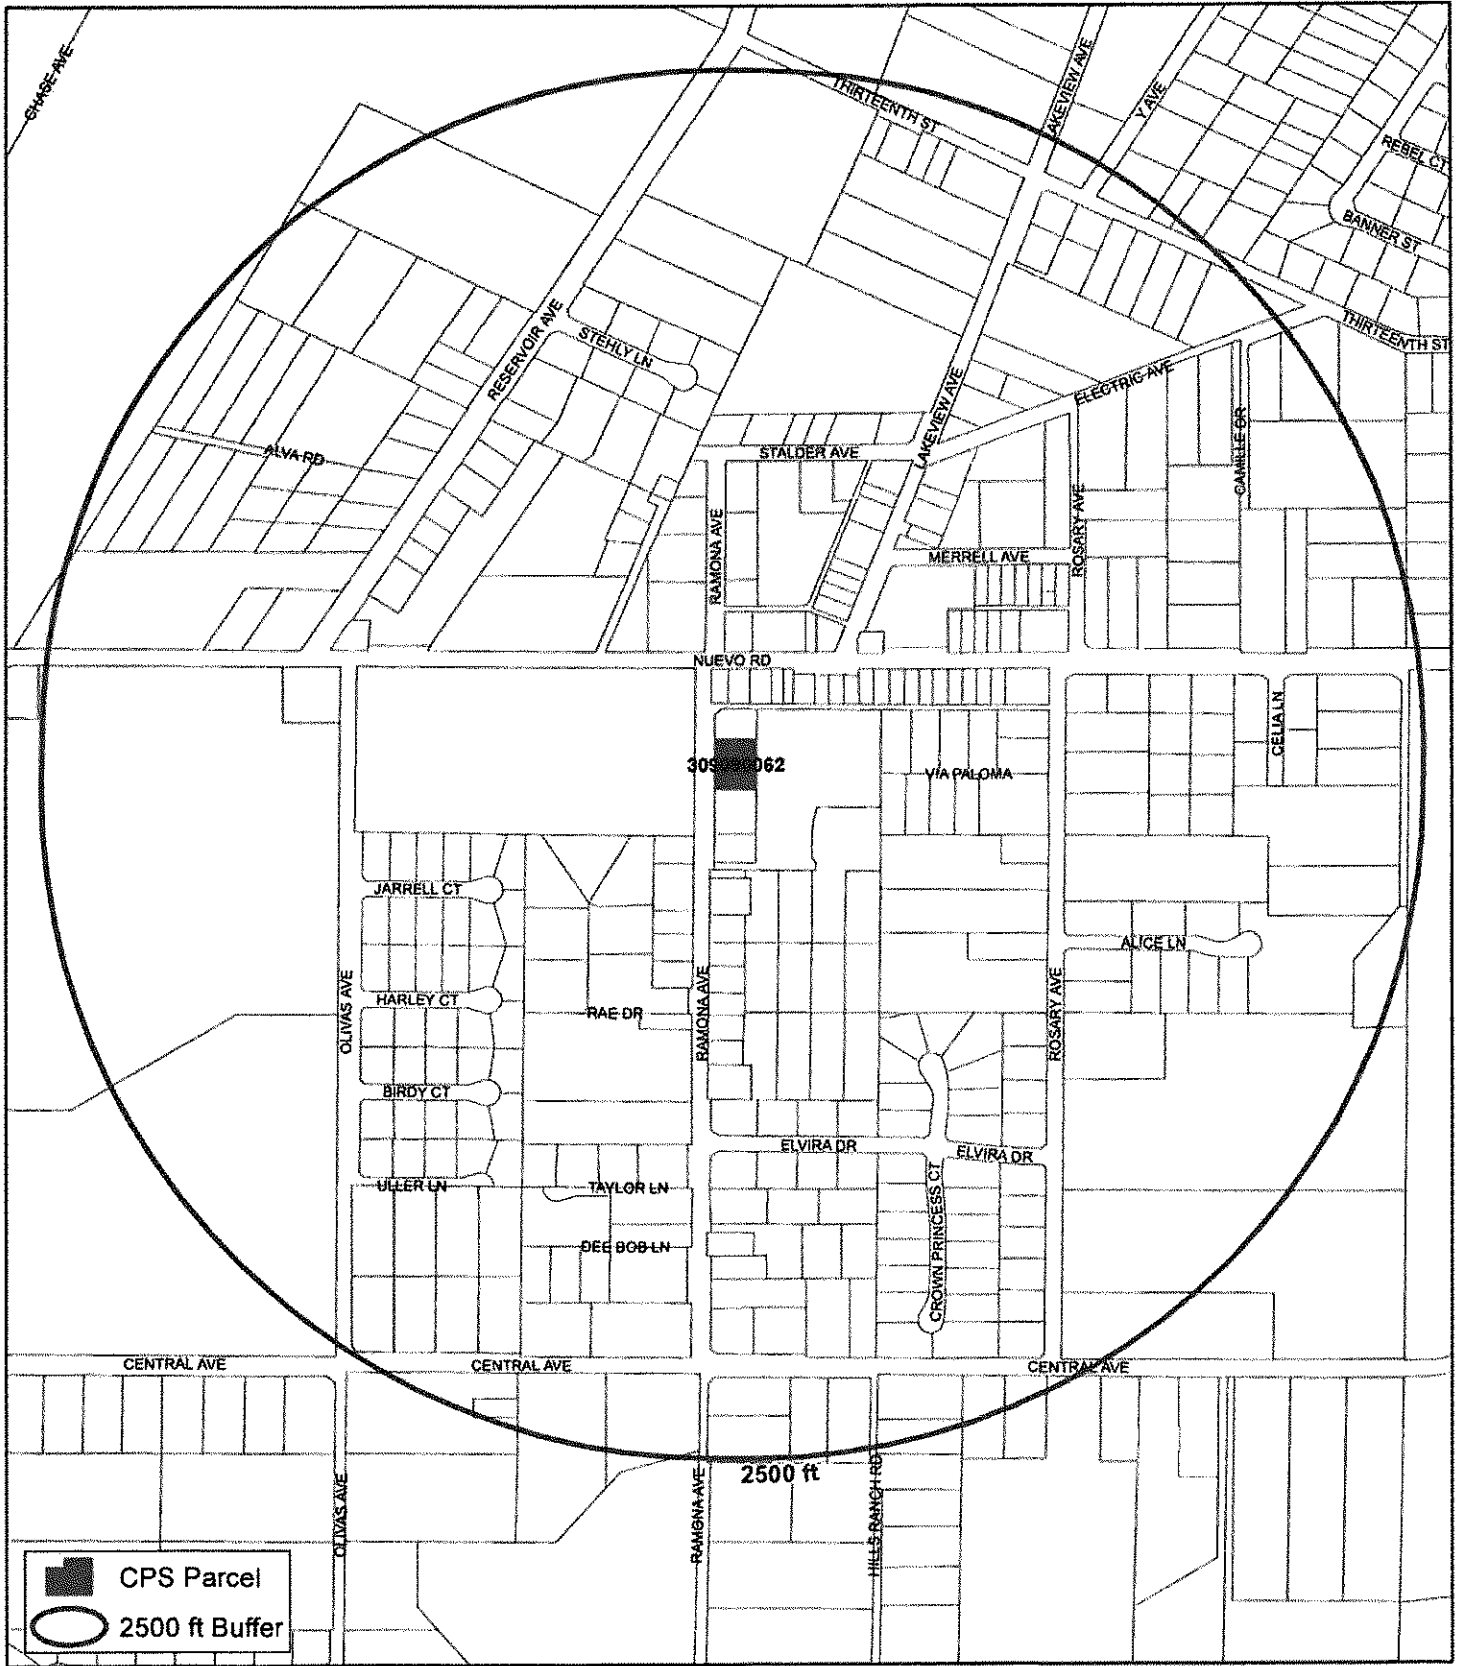 CHASE AVE
THIRTEENTH ST
LAKEVIEW AVE
Y AVE
REBEL CT
BANNER ST
THIRTEENTH ST
RESERVOIR AVE
STEHLY LN
ELECTRIC AVE
LAKEVIEW AVE
CAMILLE DR
ALVA RD
STALDER AVE
RAMONA AVE
ROSARY AVE
MERRELL AVE
NUEVO RD
CELIA LN
VIA PALOMA
JARRELL CT
ALICE LN
OLIVAS AVE
HARLEY CT
RAE DR
RAMONA AVE
ROSARY AVE
BIRDY CT
ELVIRA DR
ELVIRA DR
ULLER LN
TAYLOR LN
CROWN PRINCESS CT
DEE BOB LN
CENTRAL AVE
CENTRAL AVE
CENTRAL AVE
2500 ft
OLIVAS AVE
RAMONA AVE
HILLS RANCH RD
CPS Parcel
2500 ft Buffer